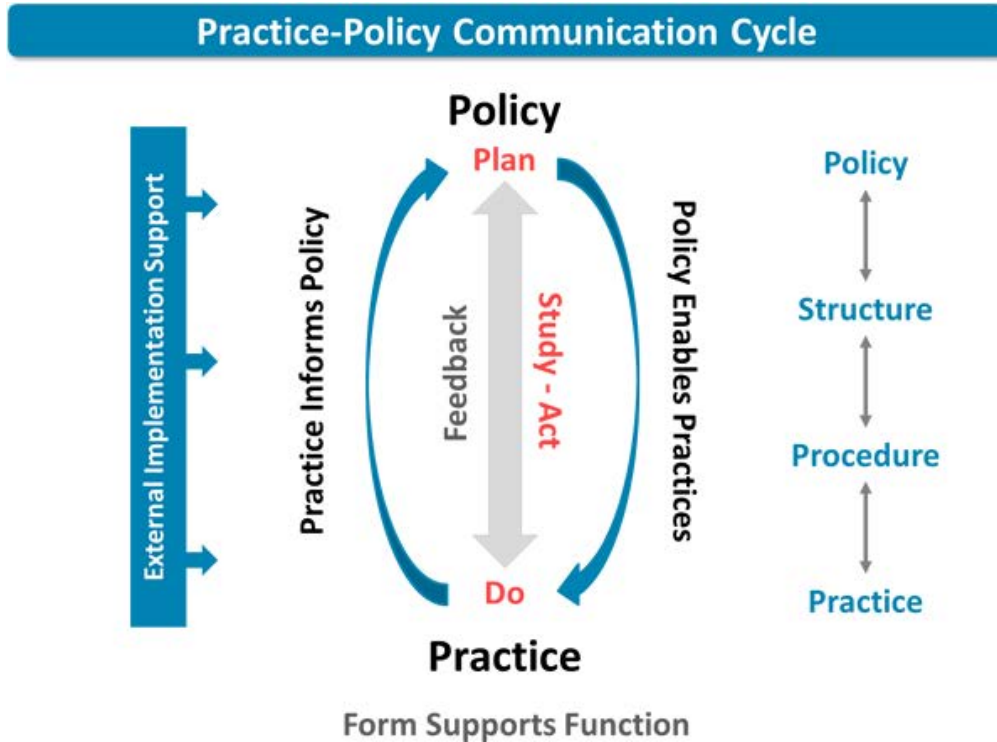 Practice-Policy Communication Cycle
External Implementation Support
Practice Informs Policy
Policy
Plan
Feedback
Study - Act
Do
Practice
Policy Enables Practices
Policy
Structure
Procedure
Practice
Form Supports Function